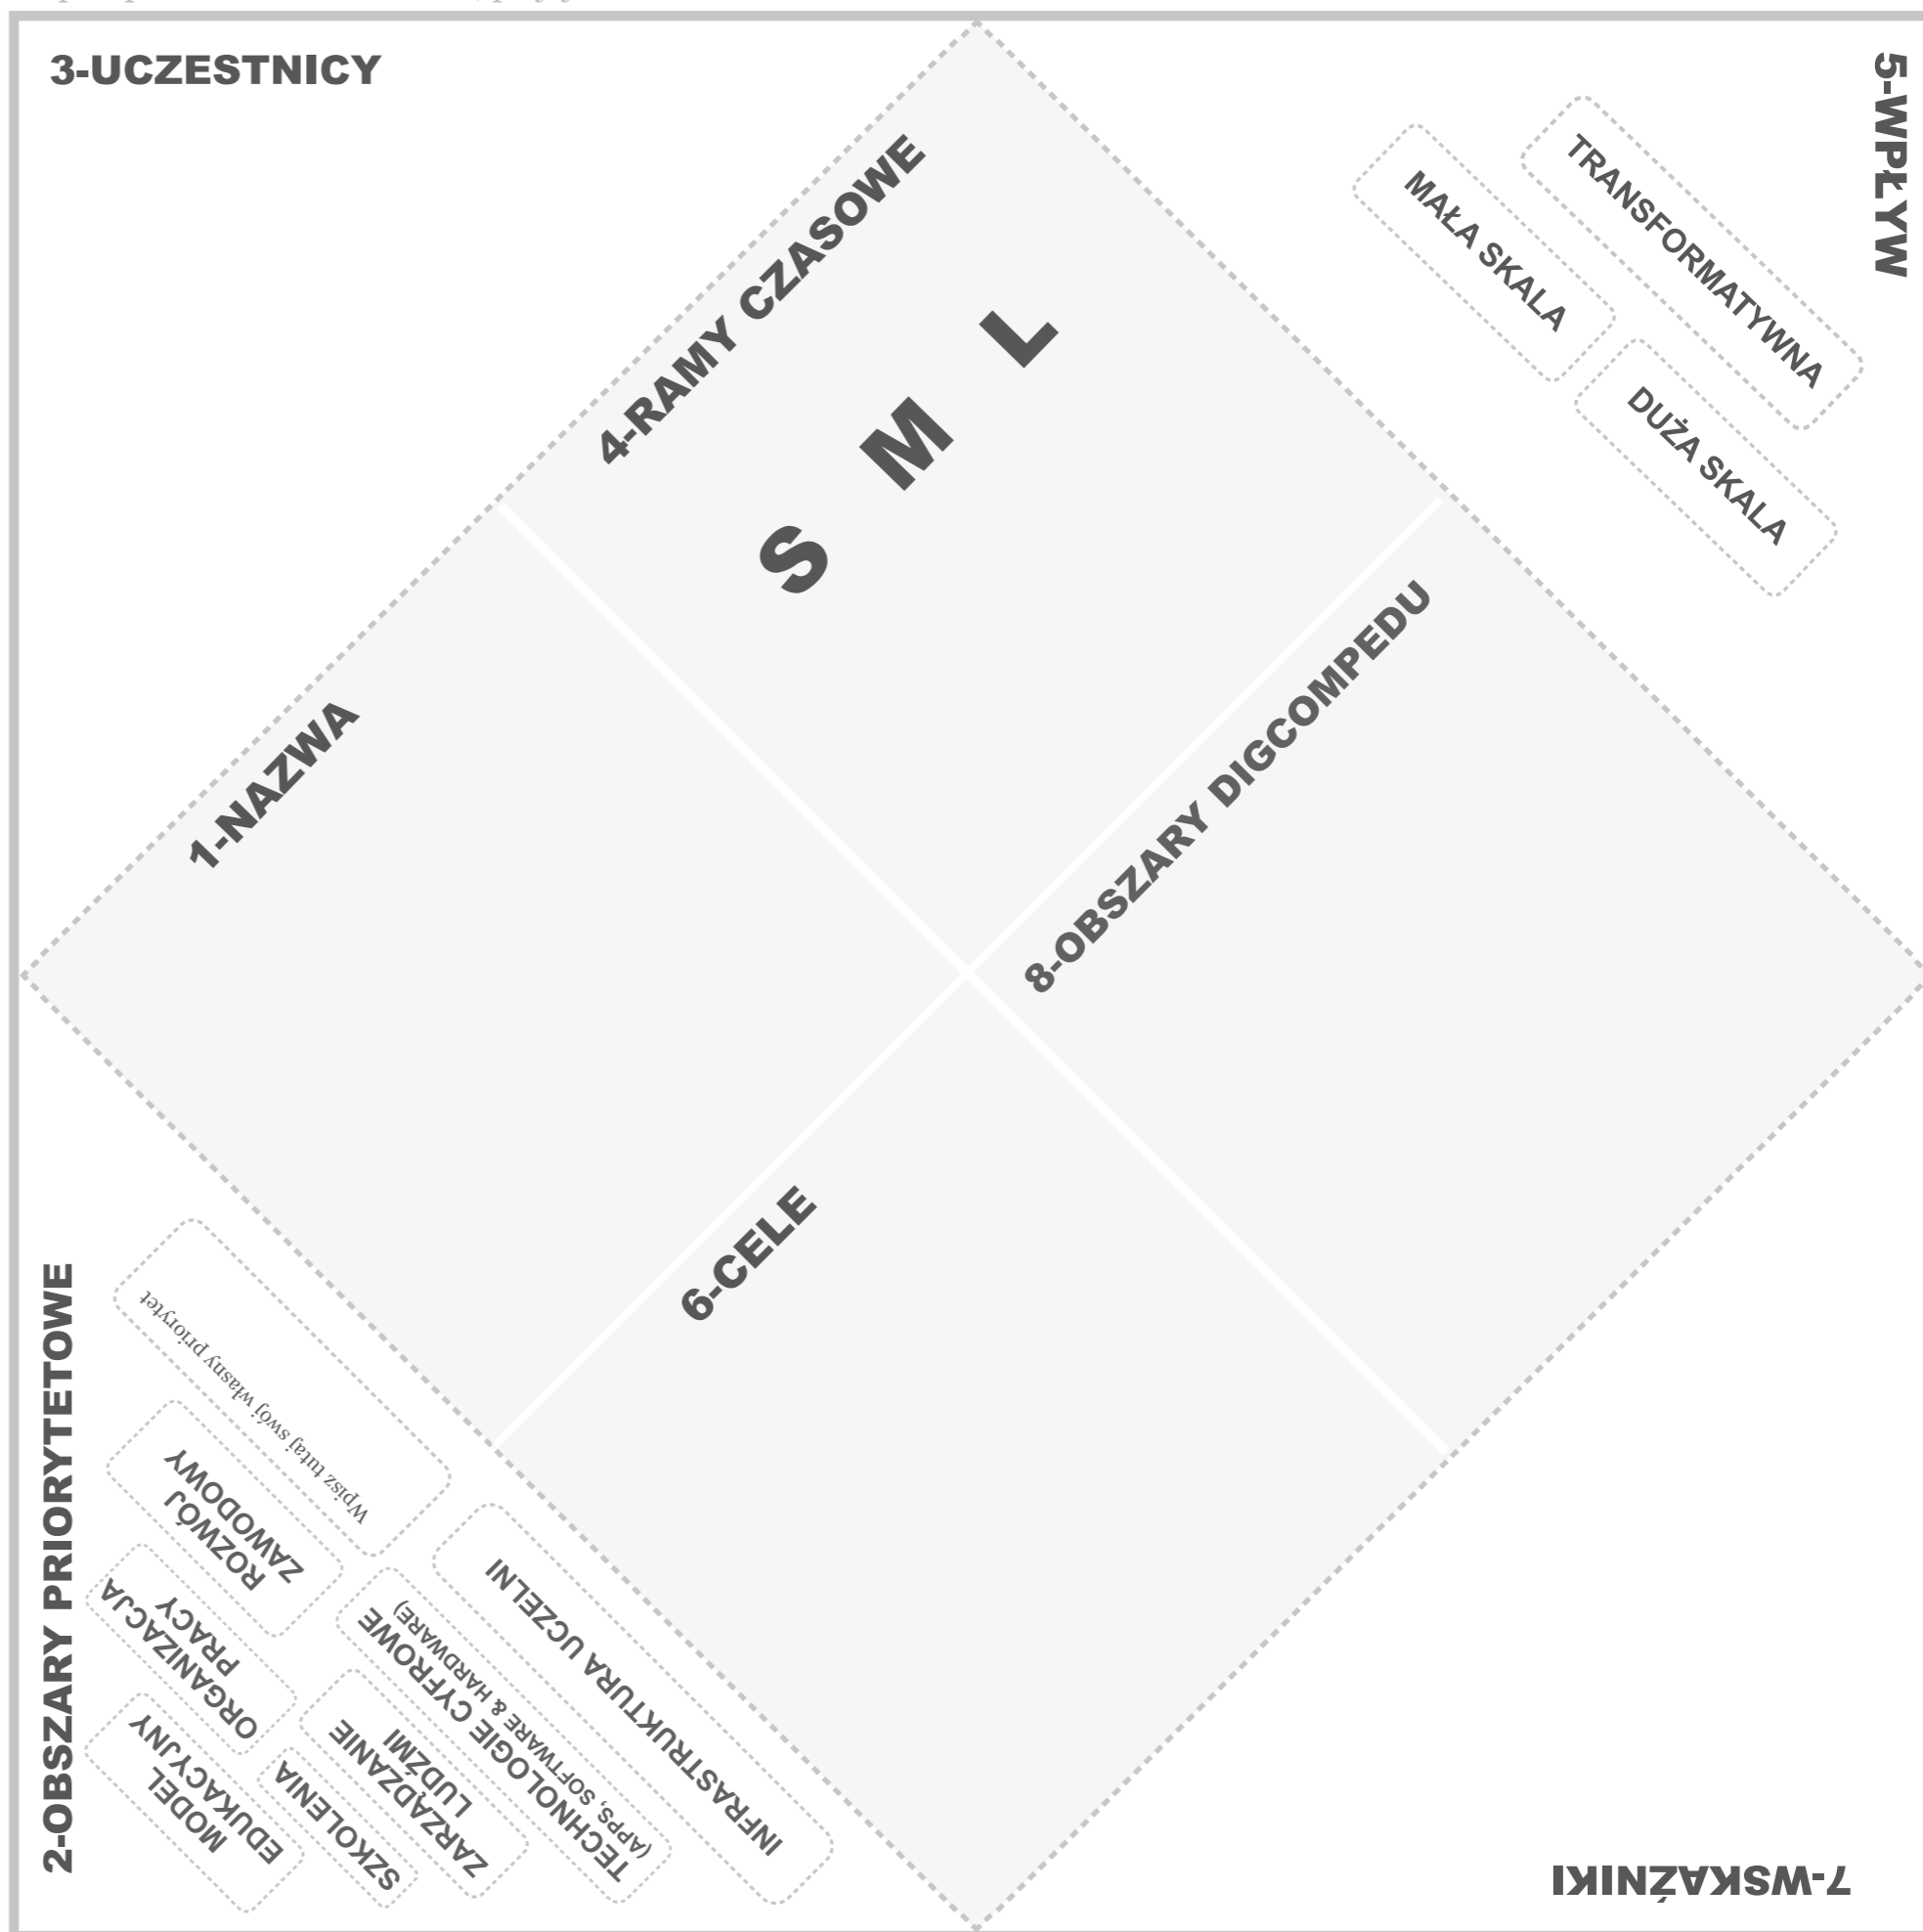 3-UCZESTNICY
5-WPŁYW
TRANSFORMATYWNA
MAŁA SKALA
DUŻA SKALA
4-RAMY CZASOWE
S M L
1-NAZWA
8-OBSZARY DIGCOMPEDU
6-CELE
2-OBSZARY PRIORYTETOWE
Wpisz tutaj swój własny priorytet
ROZWÓJ
ZAWODOWY
ORGANIZACJA
PRACY
MODEL
EDUKACYJNY
SZKOLENIA
ZARZĄDZANIE
LUDŹMI
TECHNOLOGIE CYFROWE
(APPS, SOFTWARE & HARDWARE)
INFRASTRUKTURA UCZELNI
7-WSKAŹNIKI